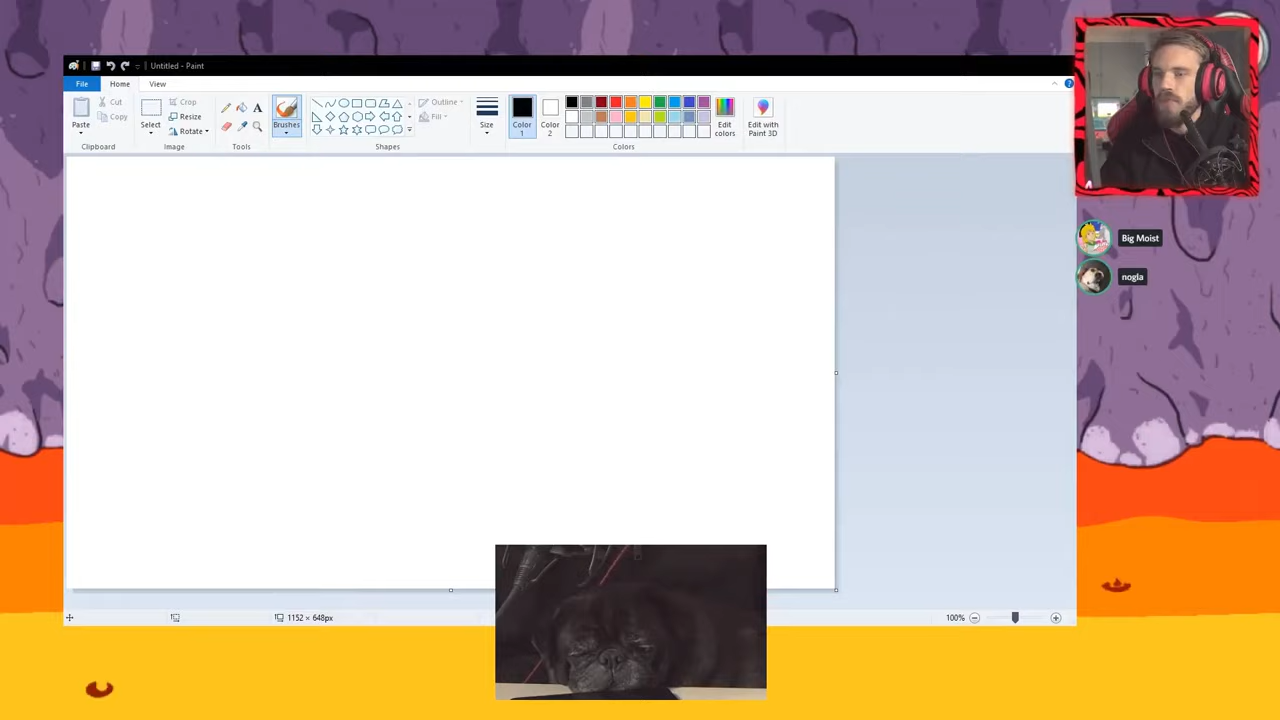 Untitled - Paint
File Home View
Paste
Cut
Copy
Clipboard
Select
Crop
Resize
Rotate
Image
A
Tools
Brushes
Outline
Fill
Shapes
Size
Color 1
Color 2
Edit colors
Colors
Edit with Paint 3D
Big Moist
nogla
1152 × 648px
100%